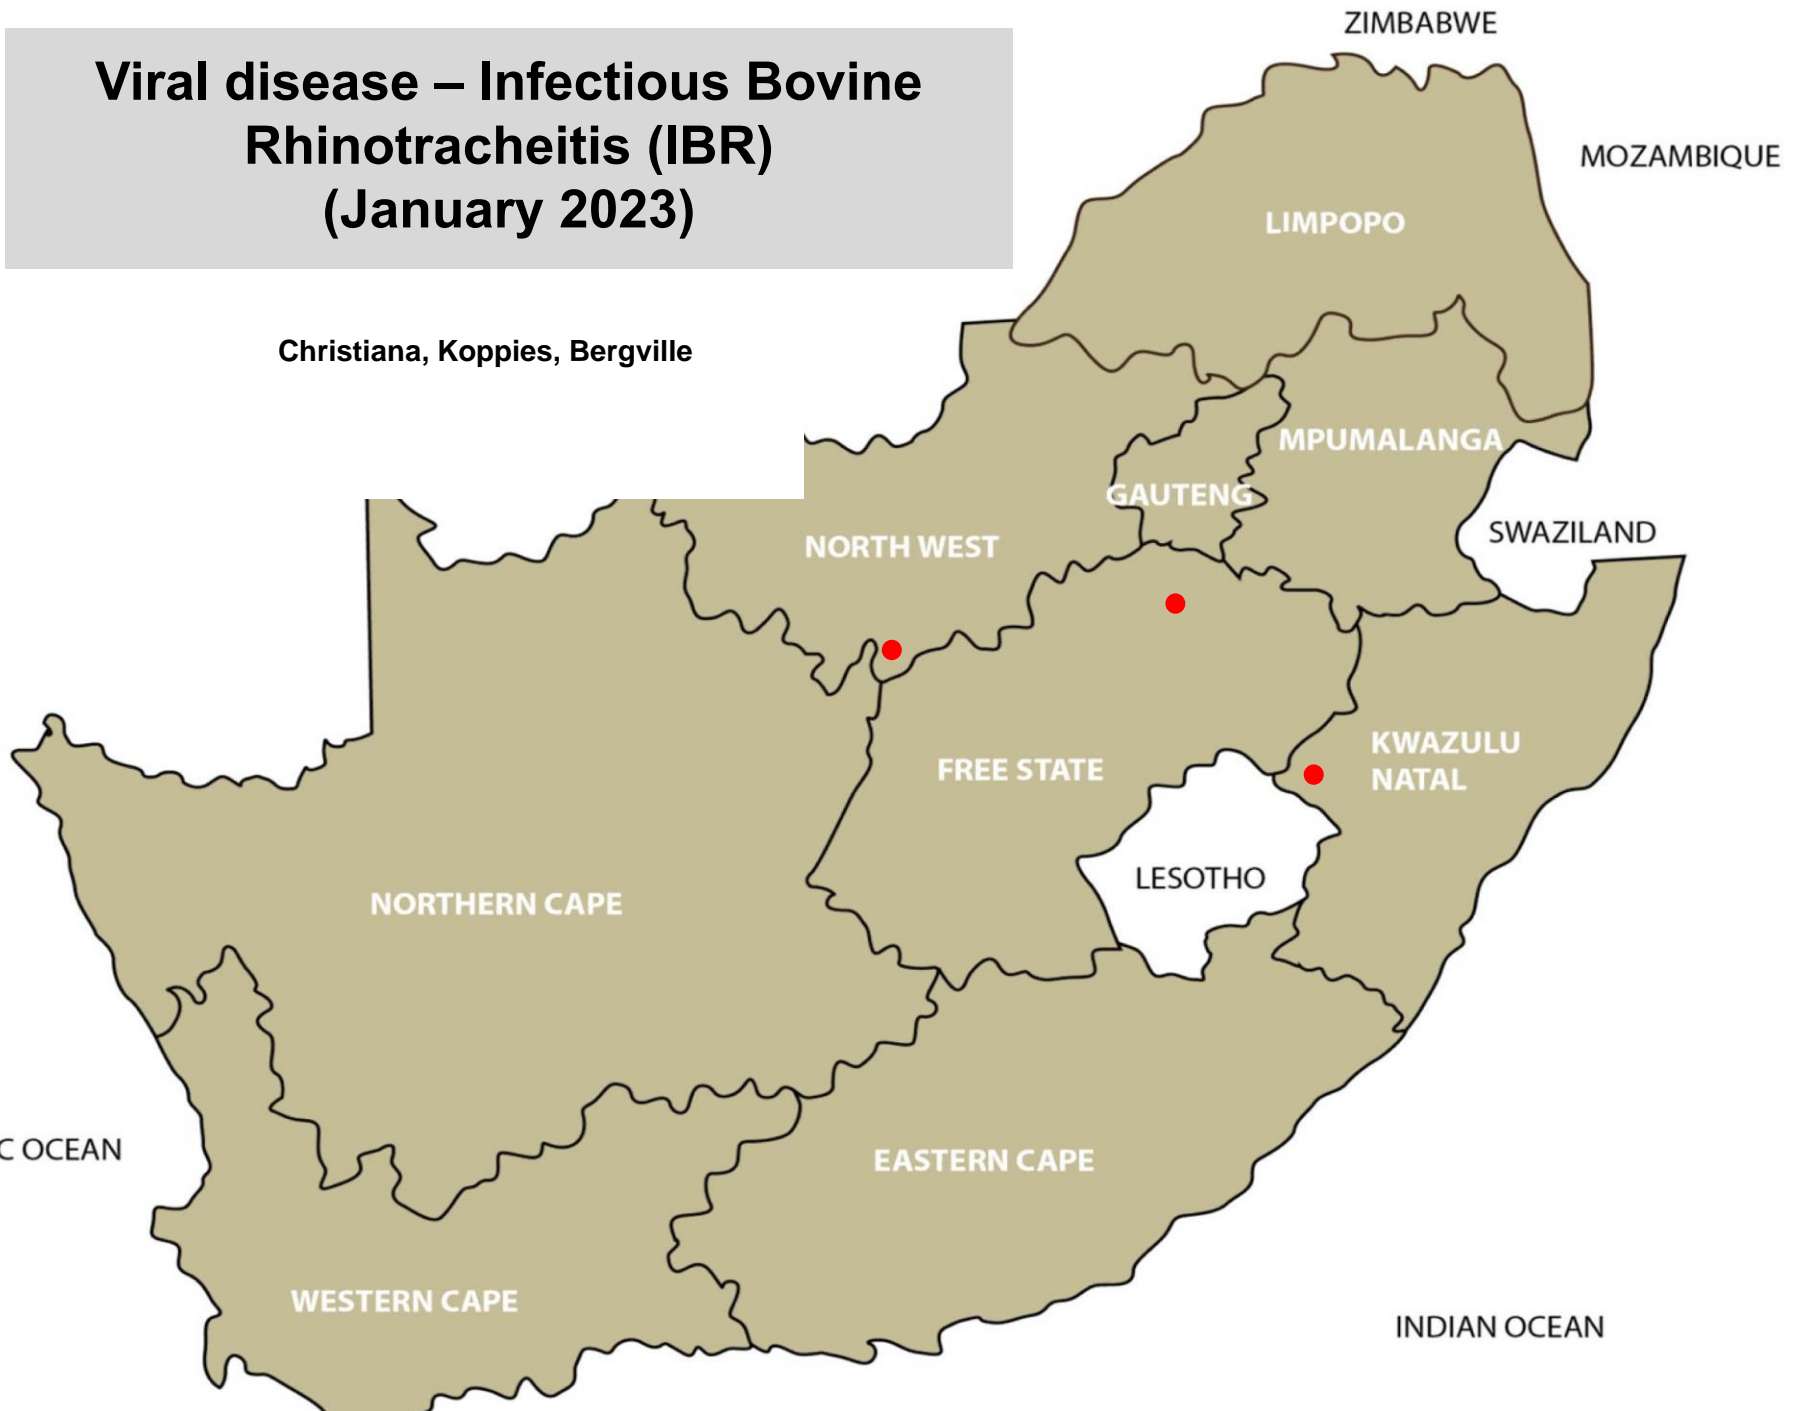 Viral disease – Infectious Bovine
Rhinotracheitis (IBR)
(January 2023)
Christiana, Koppies, Bergville
ZIMBABWE
MOZAMBIQUE
LIMPOPO
MPUMALANGA
GAUTENG
SWAZILAND
NORTH WEST
KWAZULU
NATAL
FREE STATE
LESOTHO
NORTHERN CAPE
C OCEAN
EASTERN CAPE
WESTERN CAPE
INDIAN OCEAN